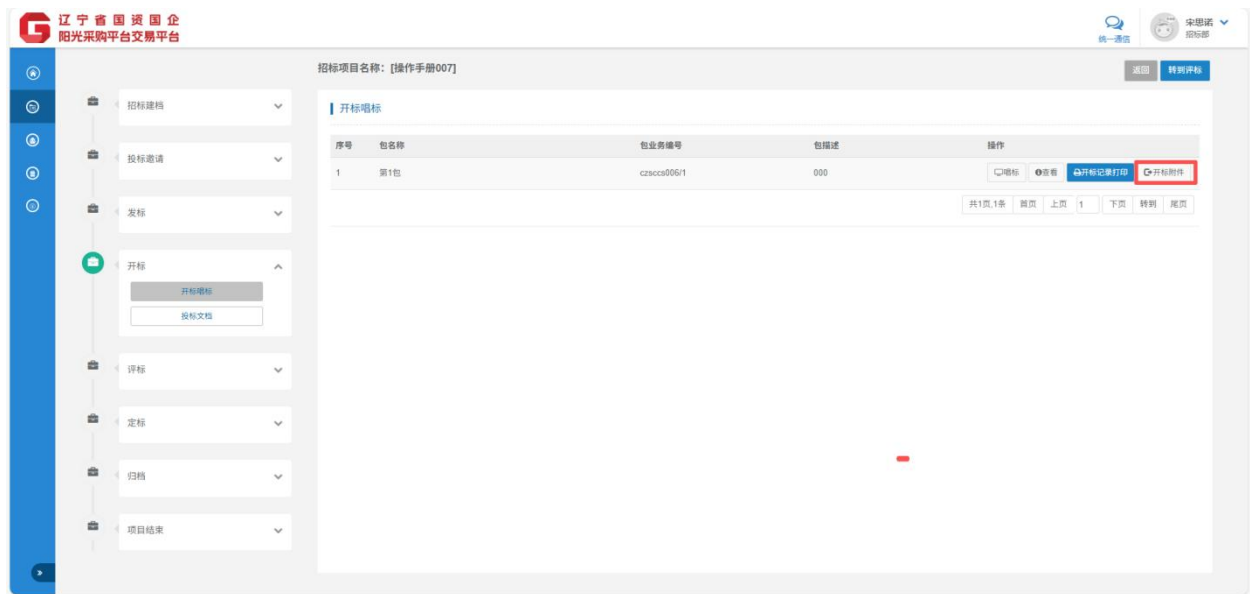 辽宁省国资国企
阳光采购平台交易平台
统一通信
宋思诺
招标部
招标项目名称：[操作手册007]
返回 转到评标
招标建档
投标邀请
发标
开标
开标唱标
投标文档
评标
定标
归档
项目结束
开标唱标
序号 包名称 包业务编号 包描述 操作
1 第1包 czsccs006/1 000 唱标 查看 开标记录打印 开标附件
共1页,1条 首页 上页 1 下页 转到 尾页